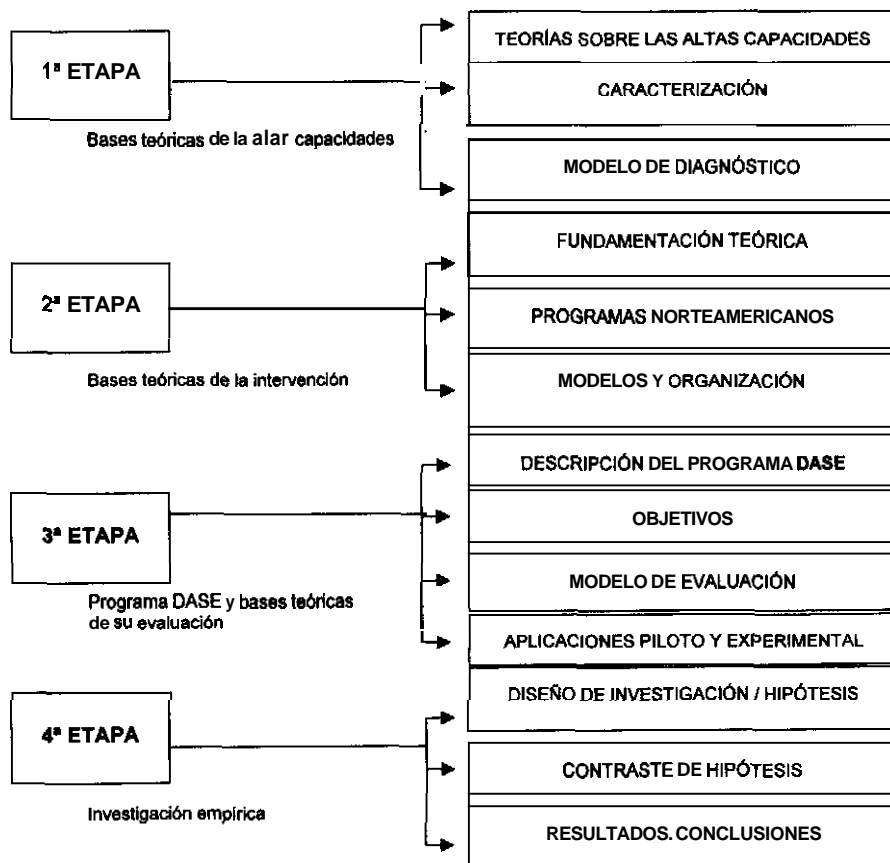 1ª ETAPA
Bases teóricas de la alar capacidades
TEORÍAS SOBRE LAS ALTAS CAPACIDADES
CARACTERIZACIÓN
MODELO DE DIAGNÓSTICO
2ª ETAPA
Bases teóricas de la intervención
FUNDAMENTACIÓN TEÓRICA
PROGRAMAS NORTEAMERICANOS
MODELOS Y ORGANIZACIÓN
3ª ETAPA
Programa DASE y bases teóricas
de su evaluación
DESCRIPCIÓN DEL PROGRAMA DASE
OBJETIVOS
MODELO DE EVALUACIÓN
APLICACIONES PILOTO Y EXPERIMENTAL
4ª ETAPA
Investigación empírica
DISEÑO DE INVESTIGACIÓN / HIPÓTESIS
CONTRASTE DE HIPÓTESIS
RESULTADOS. CONCLUSIONES